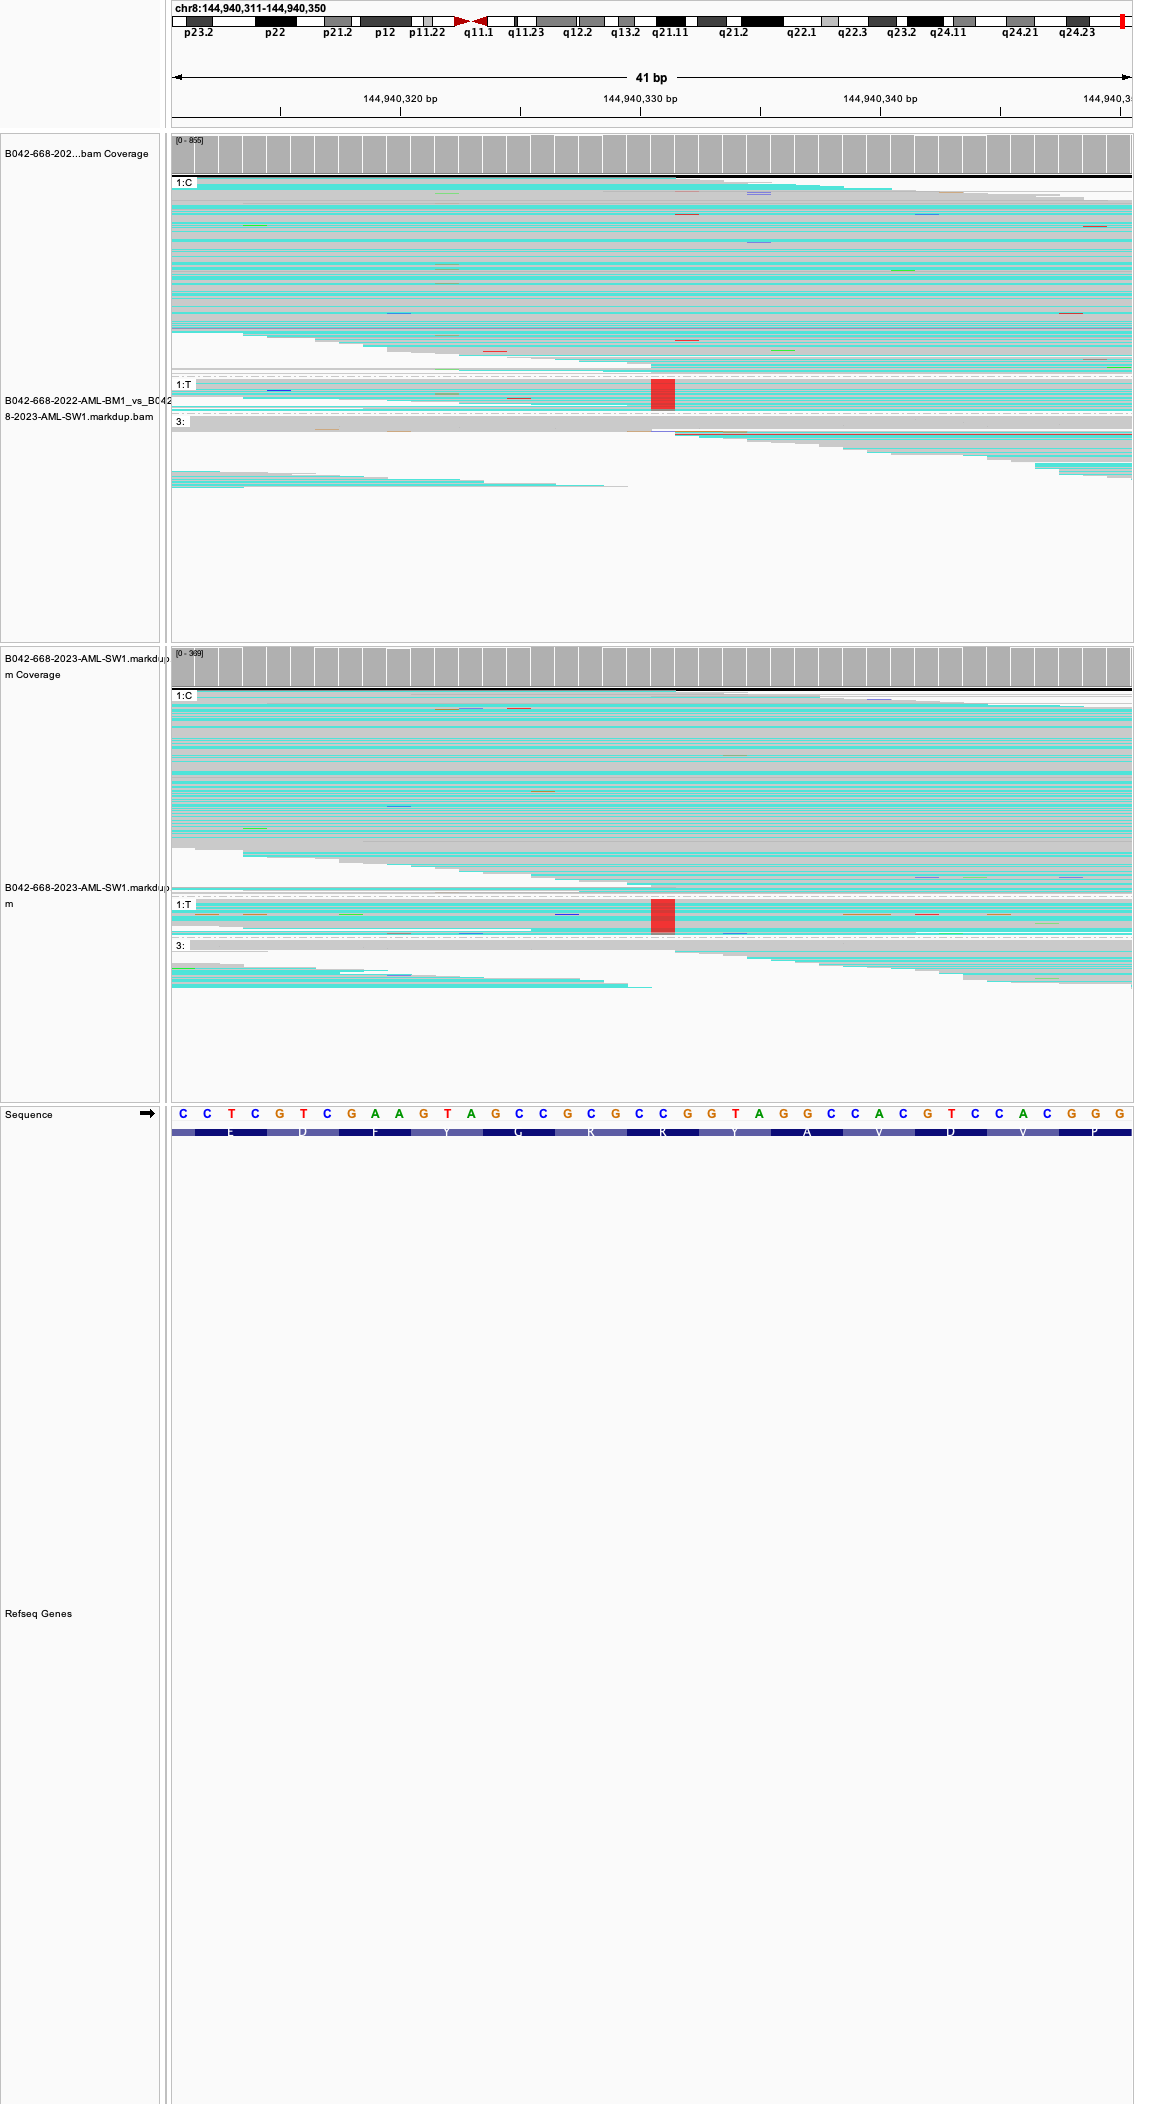 chr8:144,940,311-144,940,350
p23.2 p22 p21.2 p12 p11.22 q11.1 q11.23 q12.2 q13.2 q21.11 q21.2 q22.1 q22.3 q23.2 q24.11 q24.21 q24.23
41 bp
144,940,320 bp 144,940,330 bp 144,940,340 bp 144,940,3
B042-668-202...bam Coverage
[0 - 855]
1:C
1:T
B042-668-2022-AML-BM1_vs_B042
8-2023-AML-SW1.markdup.bam
3:
B042-668-2023-AML-SW1.markdup
m Coverage
[0 - 369]
1:C
B042-668-2023-AML-SW1.markdup
m
1:T
3:
Sequence C C T C G T C G A A G T A G C C G C G C C G G T A G G C C A C G T C C A C G G G
E D F Y G R R Y A V D V P
Refseq Genes